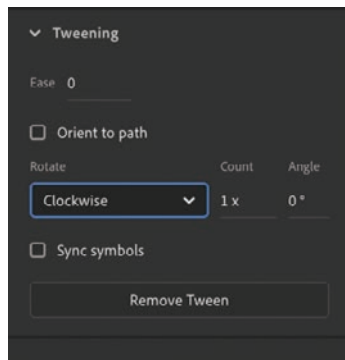 Tweening
Ease 0
Orient to path
Rotate Count Angle
Clockwise 1 x 0 °
Sync symbols
Remove Tween